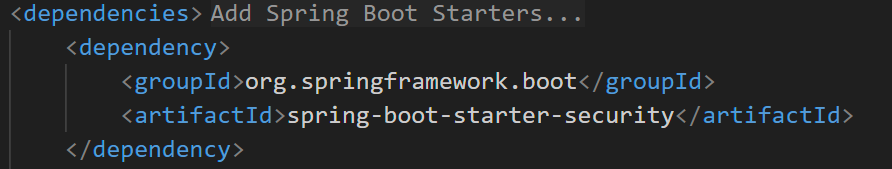 <dependencies> Add Spring Boot Starters...
<dependency>
<groupId>org.springframework.boot</groupId>
<artifactId>spring-boot-starter-security</artifactId>
</dependency>